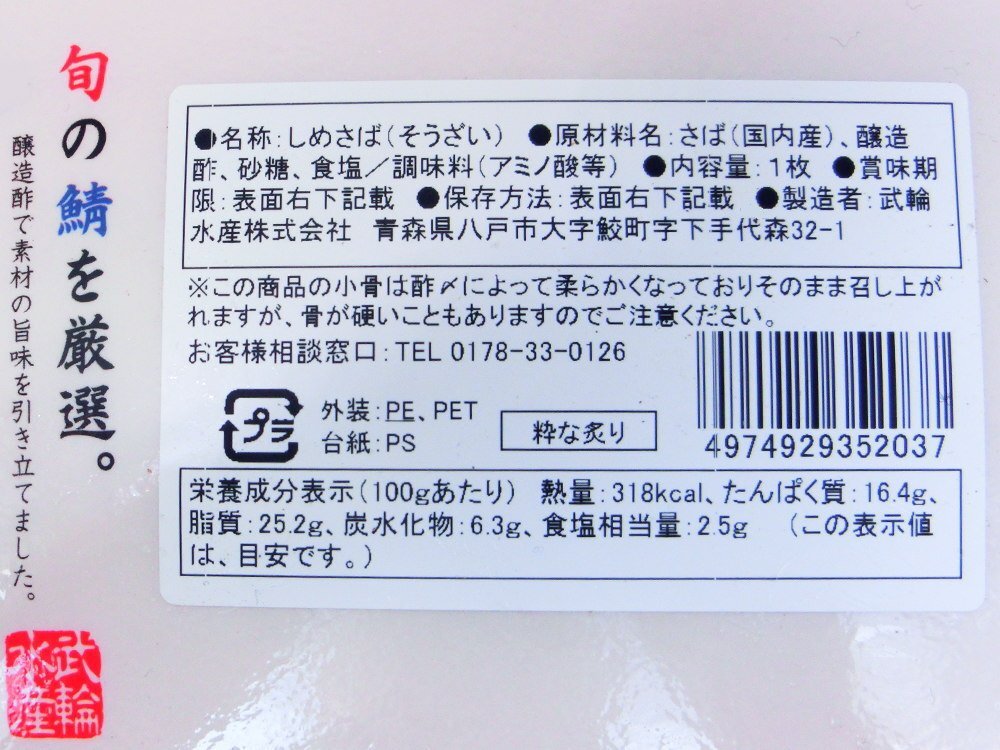 旬の鯖を厳選。
醸造酢で素材の旨味を引き立てました。
武輪
水産
●名称:しめさば(そうざい) ●原材料名:さば(国内産)、醸造
酢、砂糖、食塩/調味料(アミノ酸等) ●内容量:1枚 ●賞味期
限:表面右下記載 ●保存方法:表面右下記載 ●製造者:武輪
水産株式会社 青森県八戸市大字鮫町字下手代森32-1
※この商品の小骨は酢〆によって柔らかくなっておりそのまま召し上が
れますが、骨が硬いこともありますのでご注意ください。
お客様相談窓口:TEL 0178-33-0126
プラ
外装:PE、PET
台紙:PS
粋な炙り
4974929352037
栄養成分表示(100gあたり) 熱量:318kcal、たんぱく質:16.4g、
脂質:25.2g、炭水化物:6.3g、食塩相当量:2.5g (この表示値
は、目安です。)